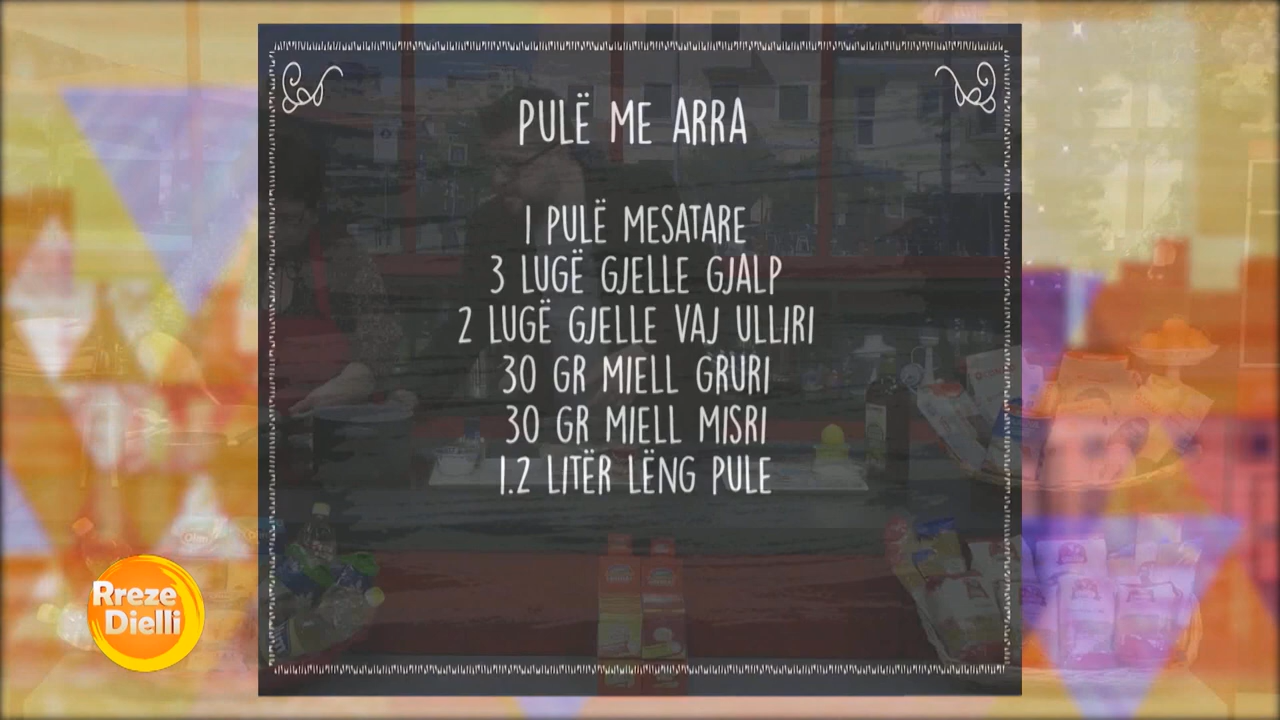 PULË ME ARRA
1 PULË MESATARE
3 LUGË GJELLE GJALP
2 LUGË GJELLE VAJ ULLIRI
30 GR MIELL GRURI
30 GR MIELL MISRI
1.2 LITËR LËNG PULE
Rreze
Dielli